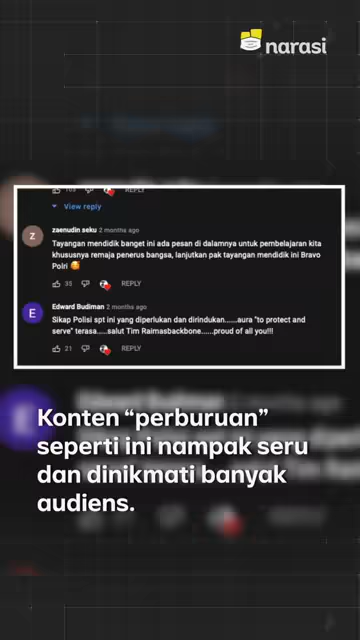 narasi
169 REPLY
View reply
Z zaenudin seku 2 months ago
Tayangan mendidik banget ini ada pesan di dalamnya untuk pembelajaran kita
khususnya remaja penerus bangsa, lanjutkan pak tayangan mendidik ini Bravo
Polri 🥰
35 REPLY
E Edward Budiman 2 months ago
Sikap Polisi spt ini yang diperlukan dan dirindukan......aura "to protect and
serve" terasa.....salut Tim Raimasbackbone......proud of all you!!!
21 REPLY
Konten “perburuan”
seperti ini nampak seru
dan dinikmati banyak
audiens.